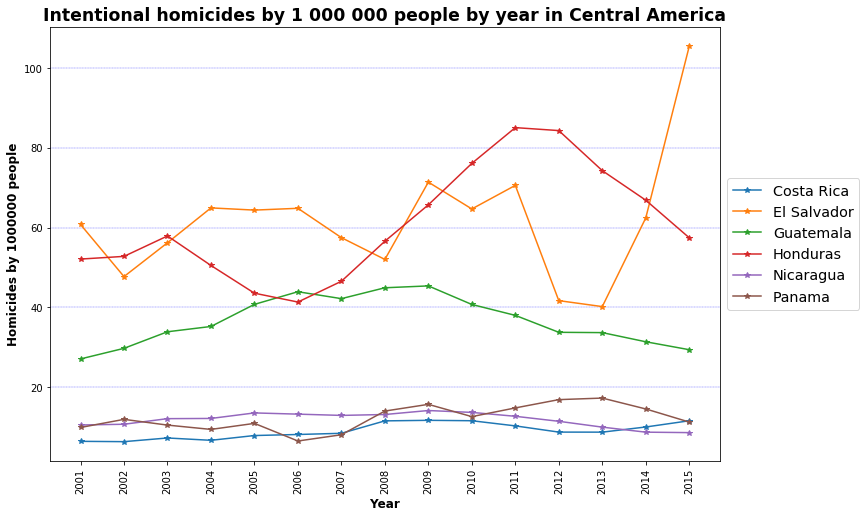 Intentional homicides by 1 000 000 people by year in Central America
Homicides by 1000000 people
100
80
60
40
20
2001
2002
2003
2004
2005
2006
2007
2008
2009
2010
2011
2012
2013
2014
2015
Year
Costa Rica
El Salvador
Guatemala
Honduras
Nicaragua
Panama